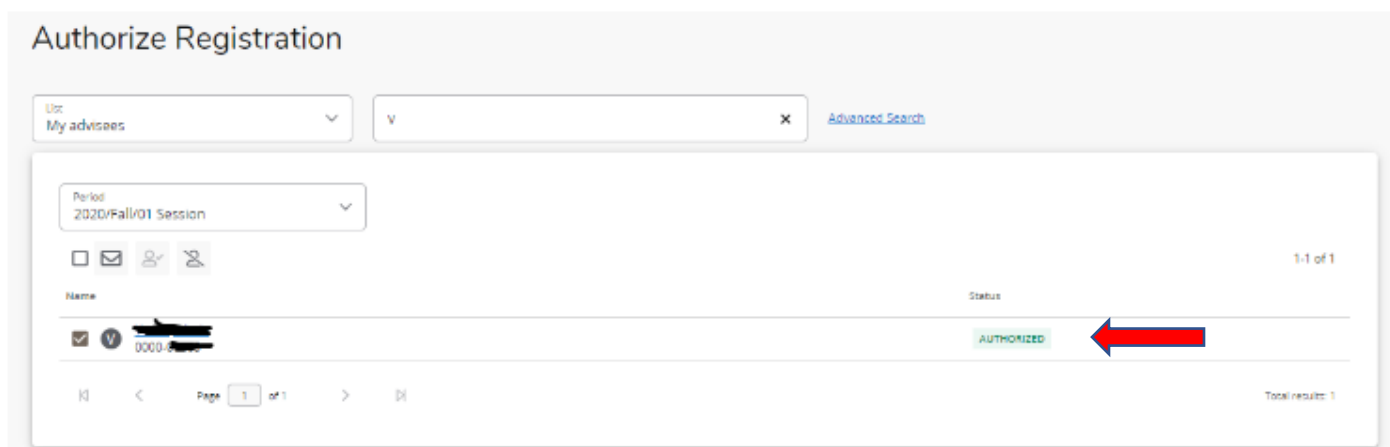 Authorize Registration
List
My advisees
V
Advanced Search
Period
2020/Fall/01 Session
1-1 of 1
Name
Status
V
0000-
AUTHORIZED
Page 1 of 1
Total results: 1